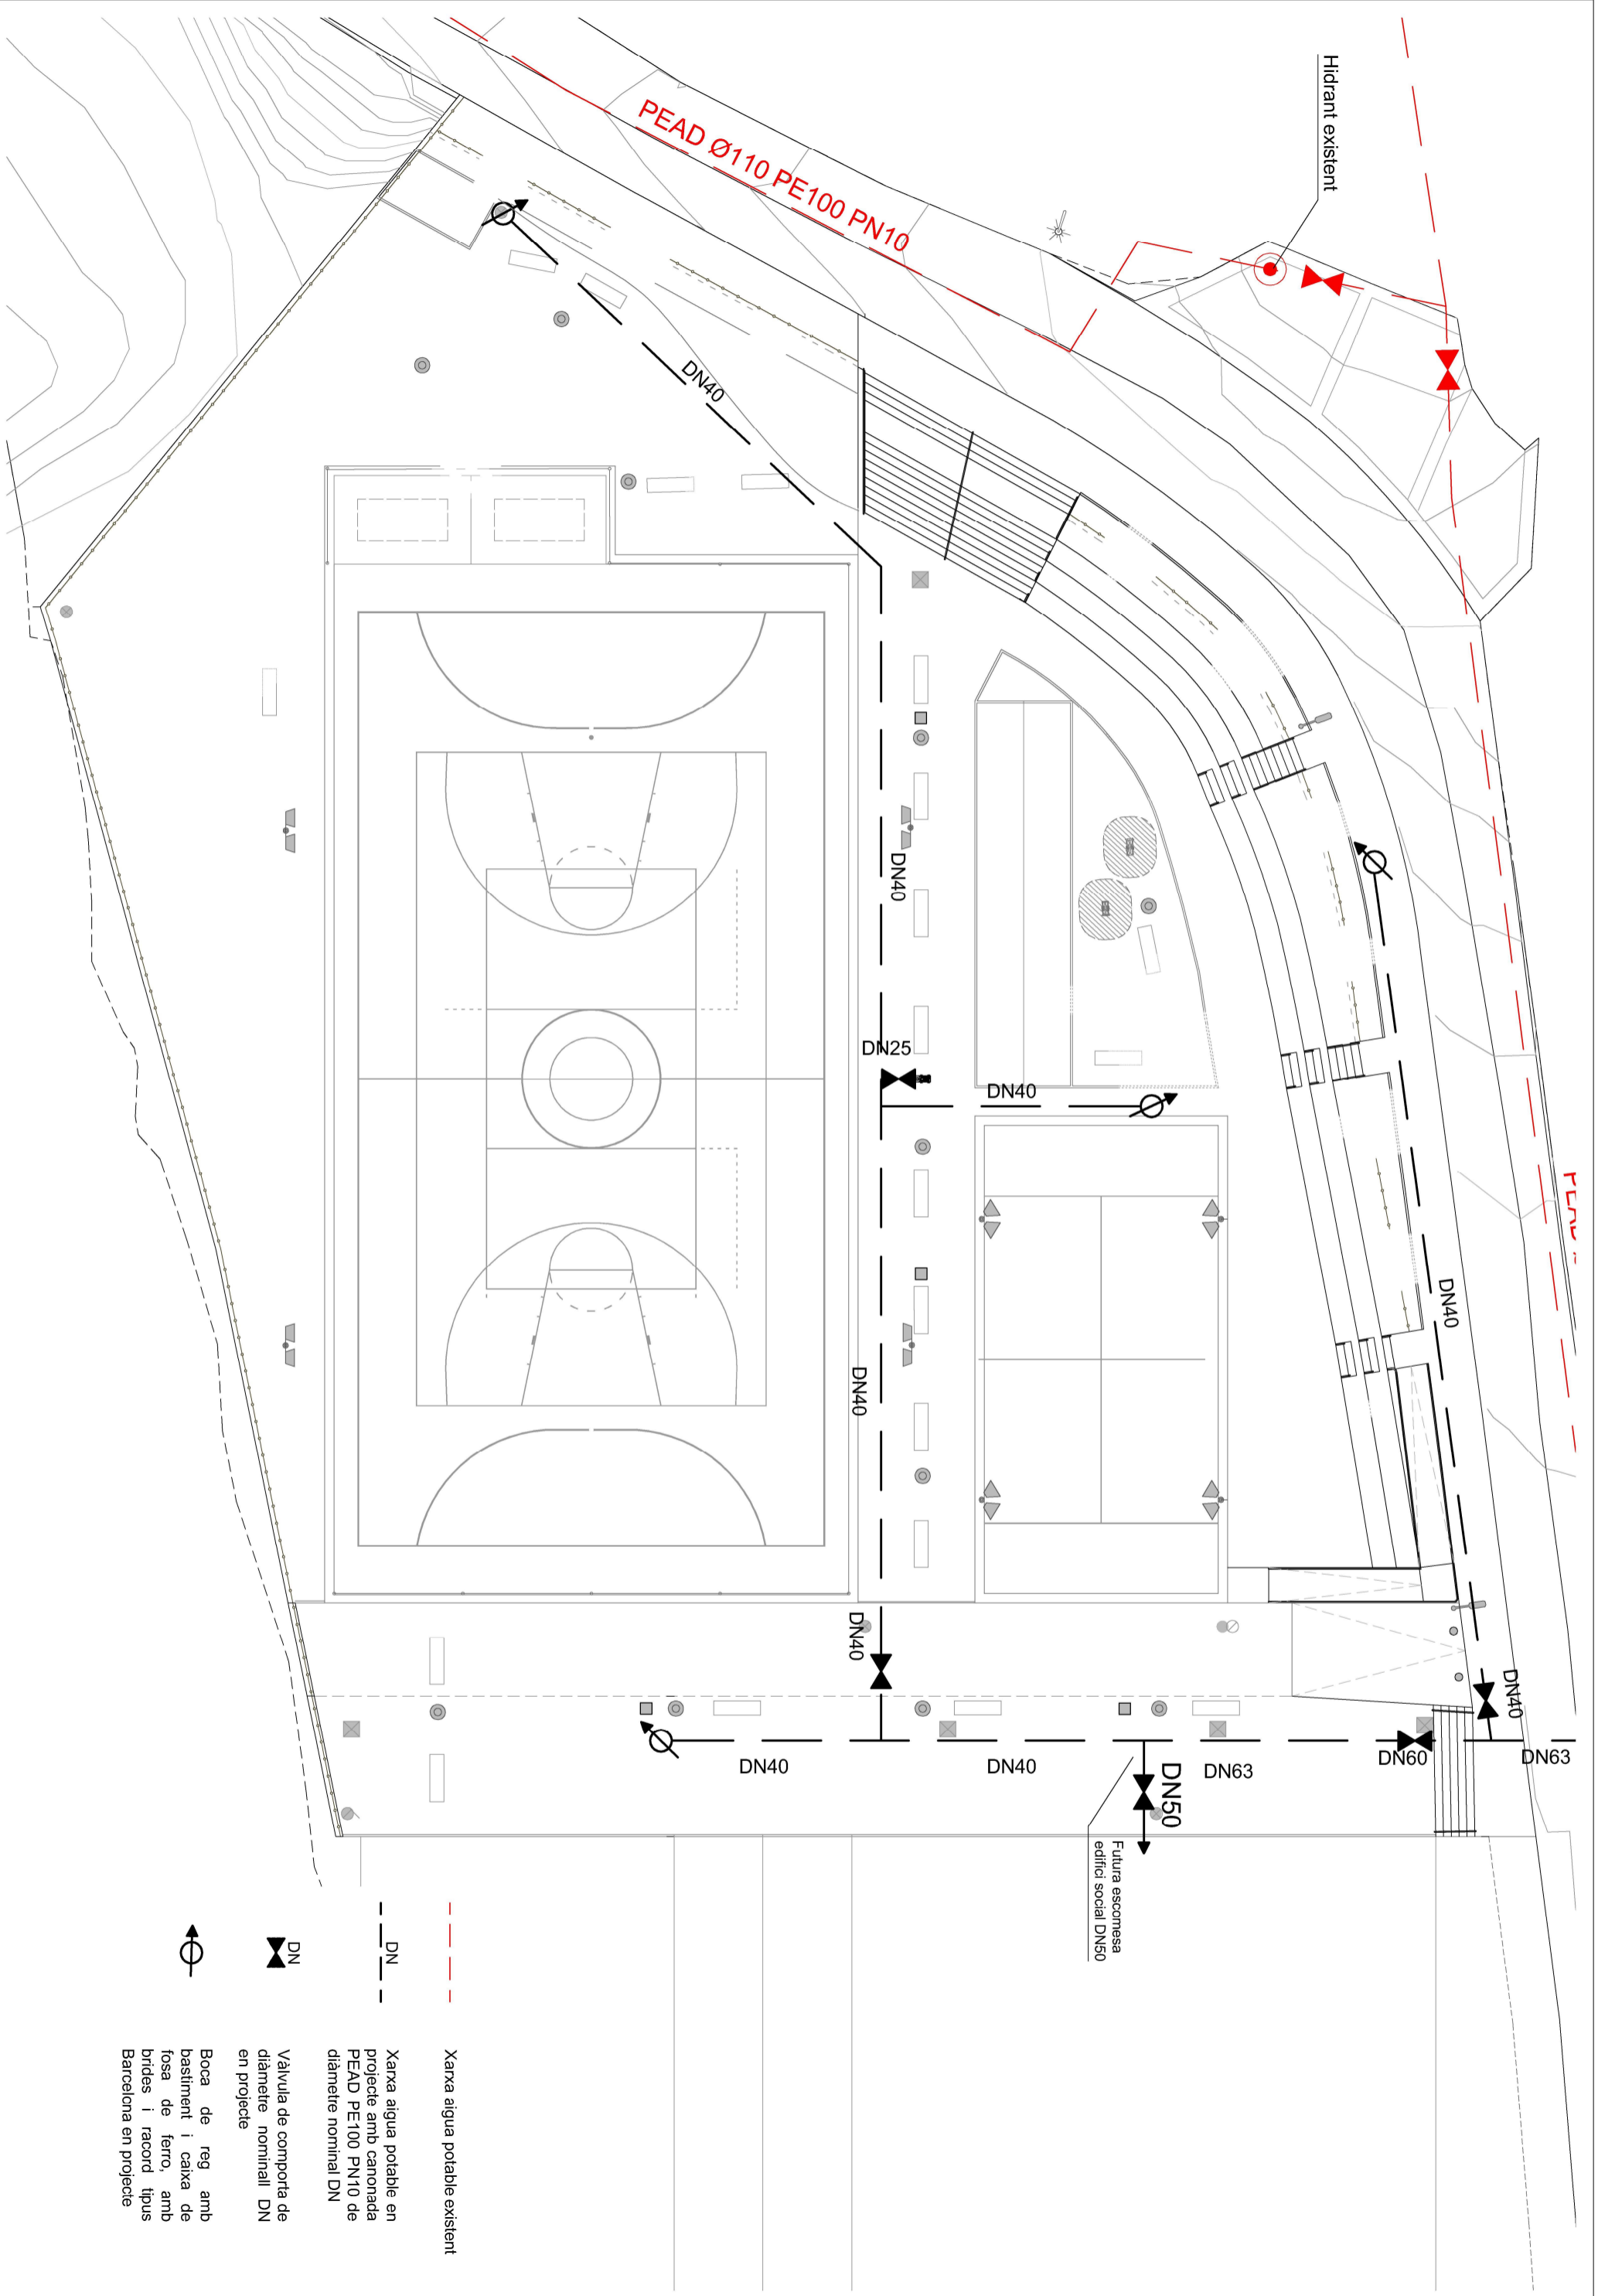 Hidrant existent
PEAD Ø110 PE100 PN10
DN40
DN40
DN25
DN40
DN40
DN40
DN40
DN40
DN40
DN40
DN63
DN60
DN63
DN50
Futura escomesa
edifici social DN50
Xarxa aigua potable existent
DN
Xarxa aigua potable en
projecte amb canonada
PEAD PE100 PN10 de
diàmetre nominal DN
DN
Vàlvula de comporta de
diàmetre nominall DN
en projecte
Boca de reg amb
bastiment i caixa de
fosa de ferro, amb
brides i racord tipus
Barcelona en projecte